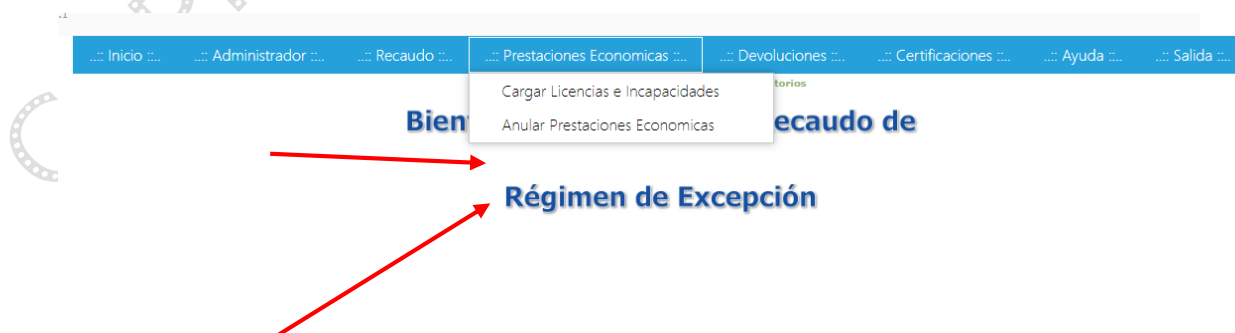 ..:: Inicio ::.. ..:: Administrador ::.. ..:: Recaudo ::.. ..:: Prestaciones Economicas ::.. ..:: Devoluciones ::.. ..:: Certificaciones ::.. ..:: Ayuda ::.. ..:: Salida ::..
Cargar Licencias e Incapacidades
torios
Anular Prestaciones Economicas
Bien ecaudo de
Régimen de Excepción